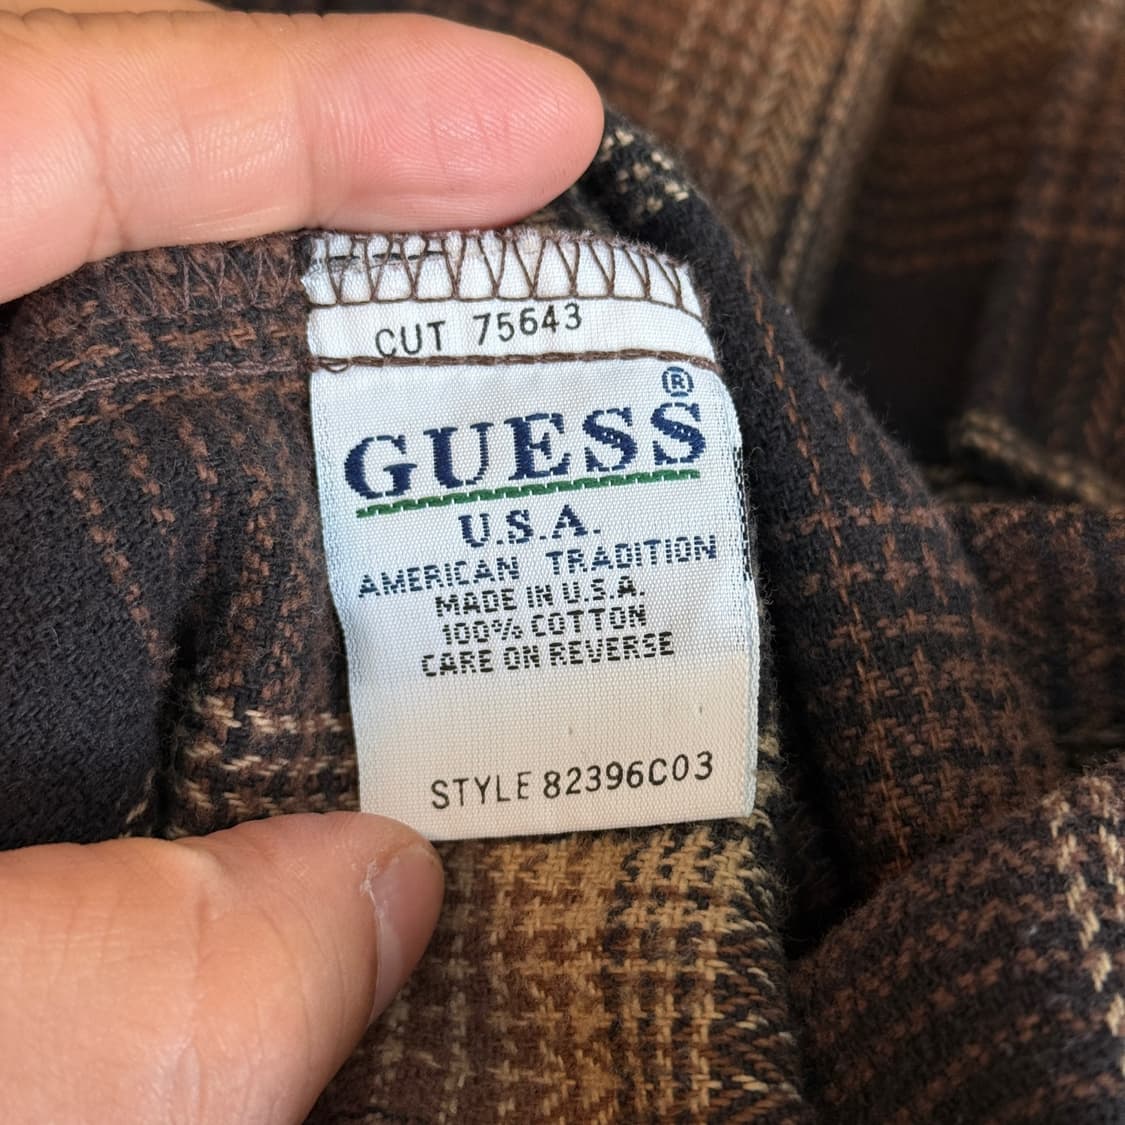 CUT 75643
GUESS®
U.S.A.
AMERICAN TRADITION
MADE IN U.S.A.
100% COTTON
CARE ON REVERSE
STYLE 82396C03